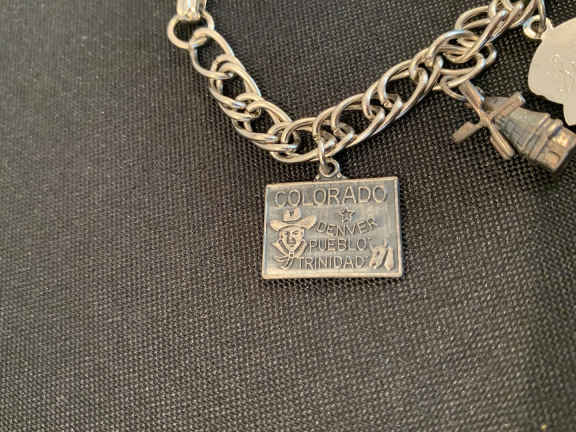 COLORADO
DENVER
PUEBLO
TRINIDAD